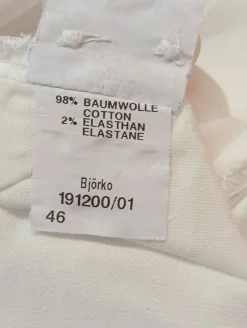 98% BAUMWOLLE
COTTON
2% ELASTHAN
ELASTANE
Björko
191200/01
46